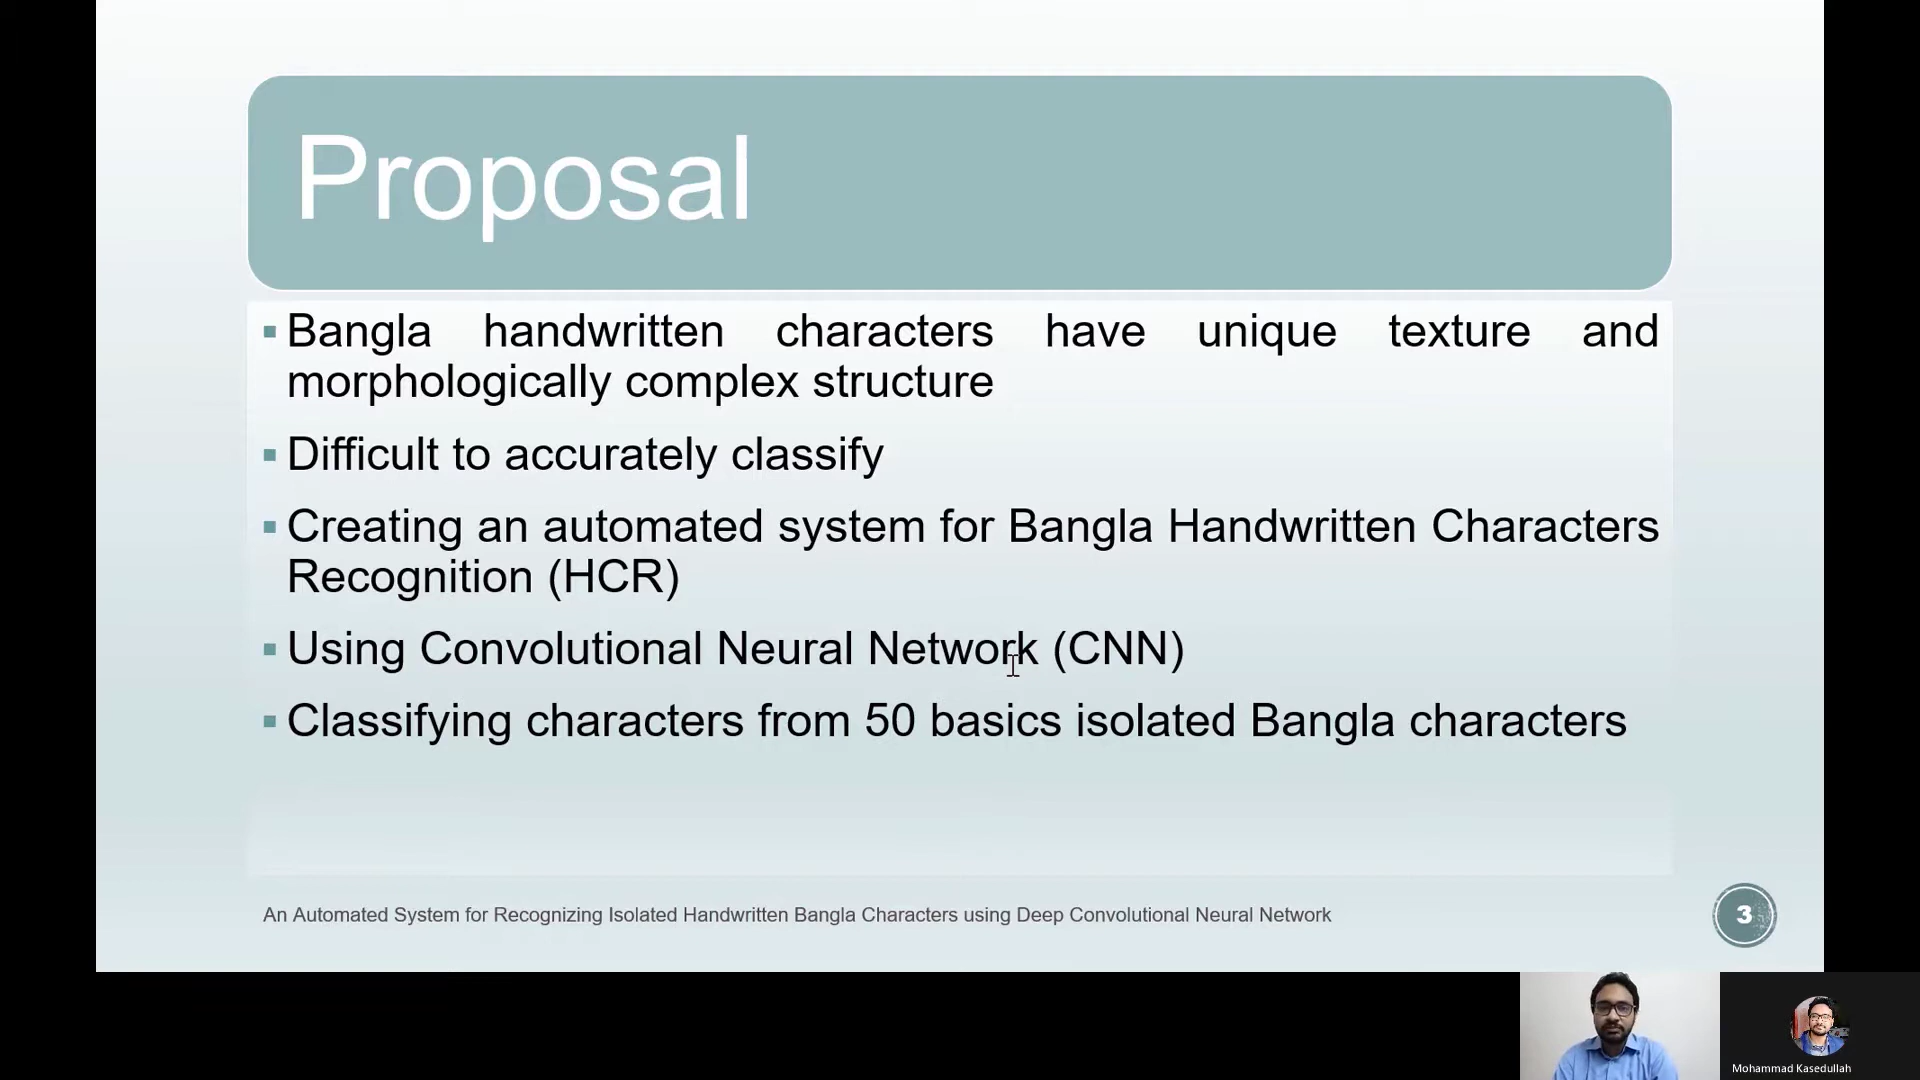 Proposal
Bangla handwritten characters have unique texture and
morphologically complex structure
Difficult to accurately classify
Creating an automated system for Bangla Handwritten Characters
Recognition (HCR)
Using Convolutional Neural Network (CNN)
Classifying characters from 50 basics isolated Bangla characters
An Automated System for Recognizing Isolated Handwritten Bangla Characters using Deep Convolutional Neural Network
3
Mohammad Kasedullah